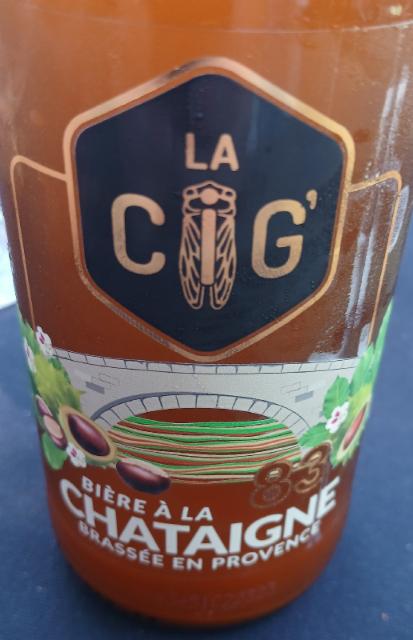 LA
CIG'
83
BIÈRE À LA
CHATAIGNE
BRASSÉE EN PROVENCE